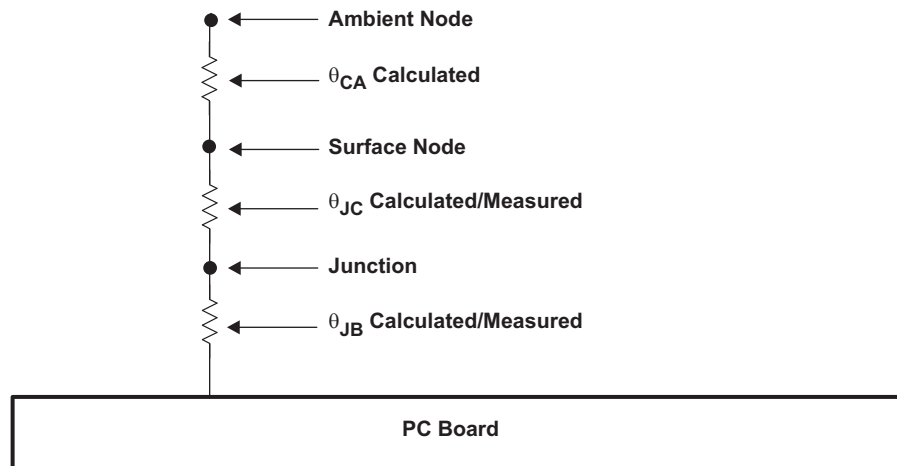 Ambient Node
θCA Calculated
Surface Node
θJC Calculated/Measured
Junction
θJB Calculated/Measured
PC Board